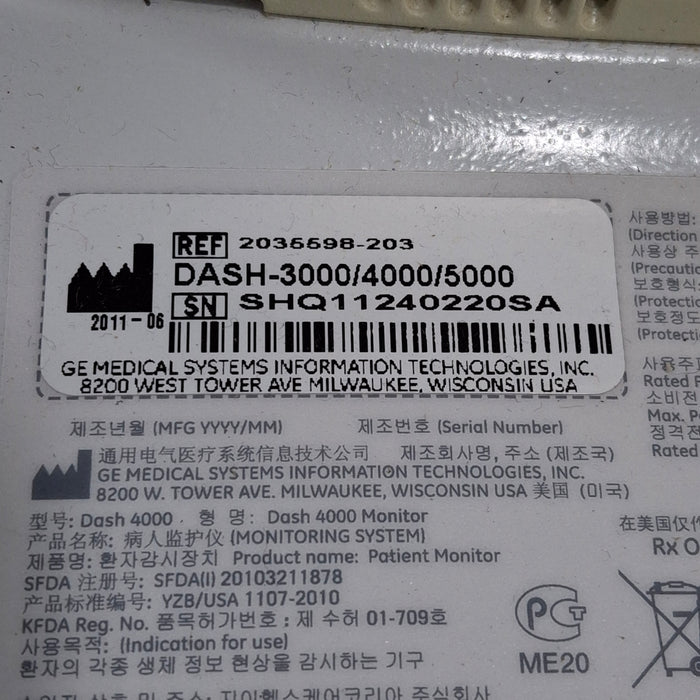 REF 2035598-203
DASH-3000/4000/5000
SN SHQ11240220SA
2011-06
GE MEDICAL SYSTEMS INFORMATION TECHNOLOGIES, INC.
8200 WEST TOWER AVE MILWAUKEE, WISCONSIN USA
제조년월 (MFG YYYY/MM) 제조번호 (Serial Number)
通用电气医疗系统信息技术公司 제조회사명, 주소 (제조국)
GE MEDICAL SYSTEMS INFORMATION TECHNOLOGIES, INC.
8200 W. TOWER AVE. MILWAUKEE, WISCONSIN USA 美国 (미국)
型号: Dash 4000 형 명: Dash 4000 Monitor
产品名称: 病人监护仪 (MONITORING SYSTEM)
제품명: 환자감시장치 Product name: Patient Monitor
SFDA 注册号: SFDA(I) 20103211878
产品标准编号: YZB/USA 1107-2010
KFDA Reg. No. 품목허가번호: 제 수허 01-709호
사용목적: (Indication for use)
환자의 각종 생체 정보 현상을 감시하는 기구
사용방법:
(Direction
사용상 주
(Precautio
보호형식
(Protectio
보호정도
(Protecti
사용주
Rated
소비전
Max. P
정격전
Rated
在美国仅
Rx O
PCT
ME20